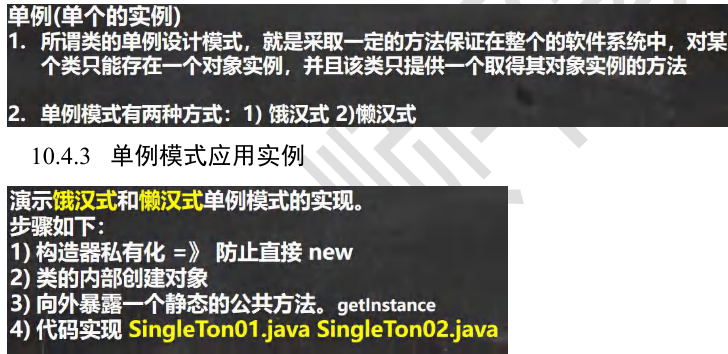 单例(单个的实例)
1. 所谓类的单例设计模式，就是采取一定的方法保证在整个的软件系统中，对某
个类只能存在一个对象实例，并且该类只提供一个取得其对象实例的方法
2. 单例模式有两种方式：1) 饿汉式 2)懒汉式
10.4.3 单例模式应用实例
演示饿汉式和懒汉式单例模式的实现。
步骤如下：
1) 构造器私有化 =》 防止直接 new
2) 类的内部创建对象
3) 向外暴露一个静态的公共方法。getInstance
4) 代码实现 SingleTon01.java SingleTon02.java